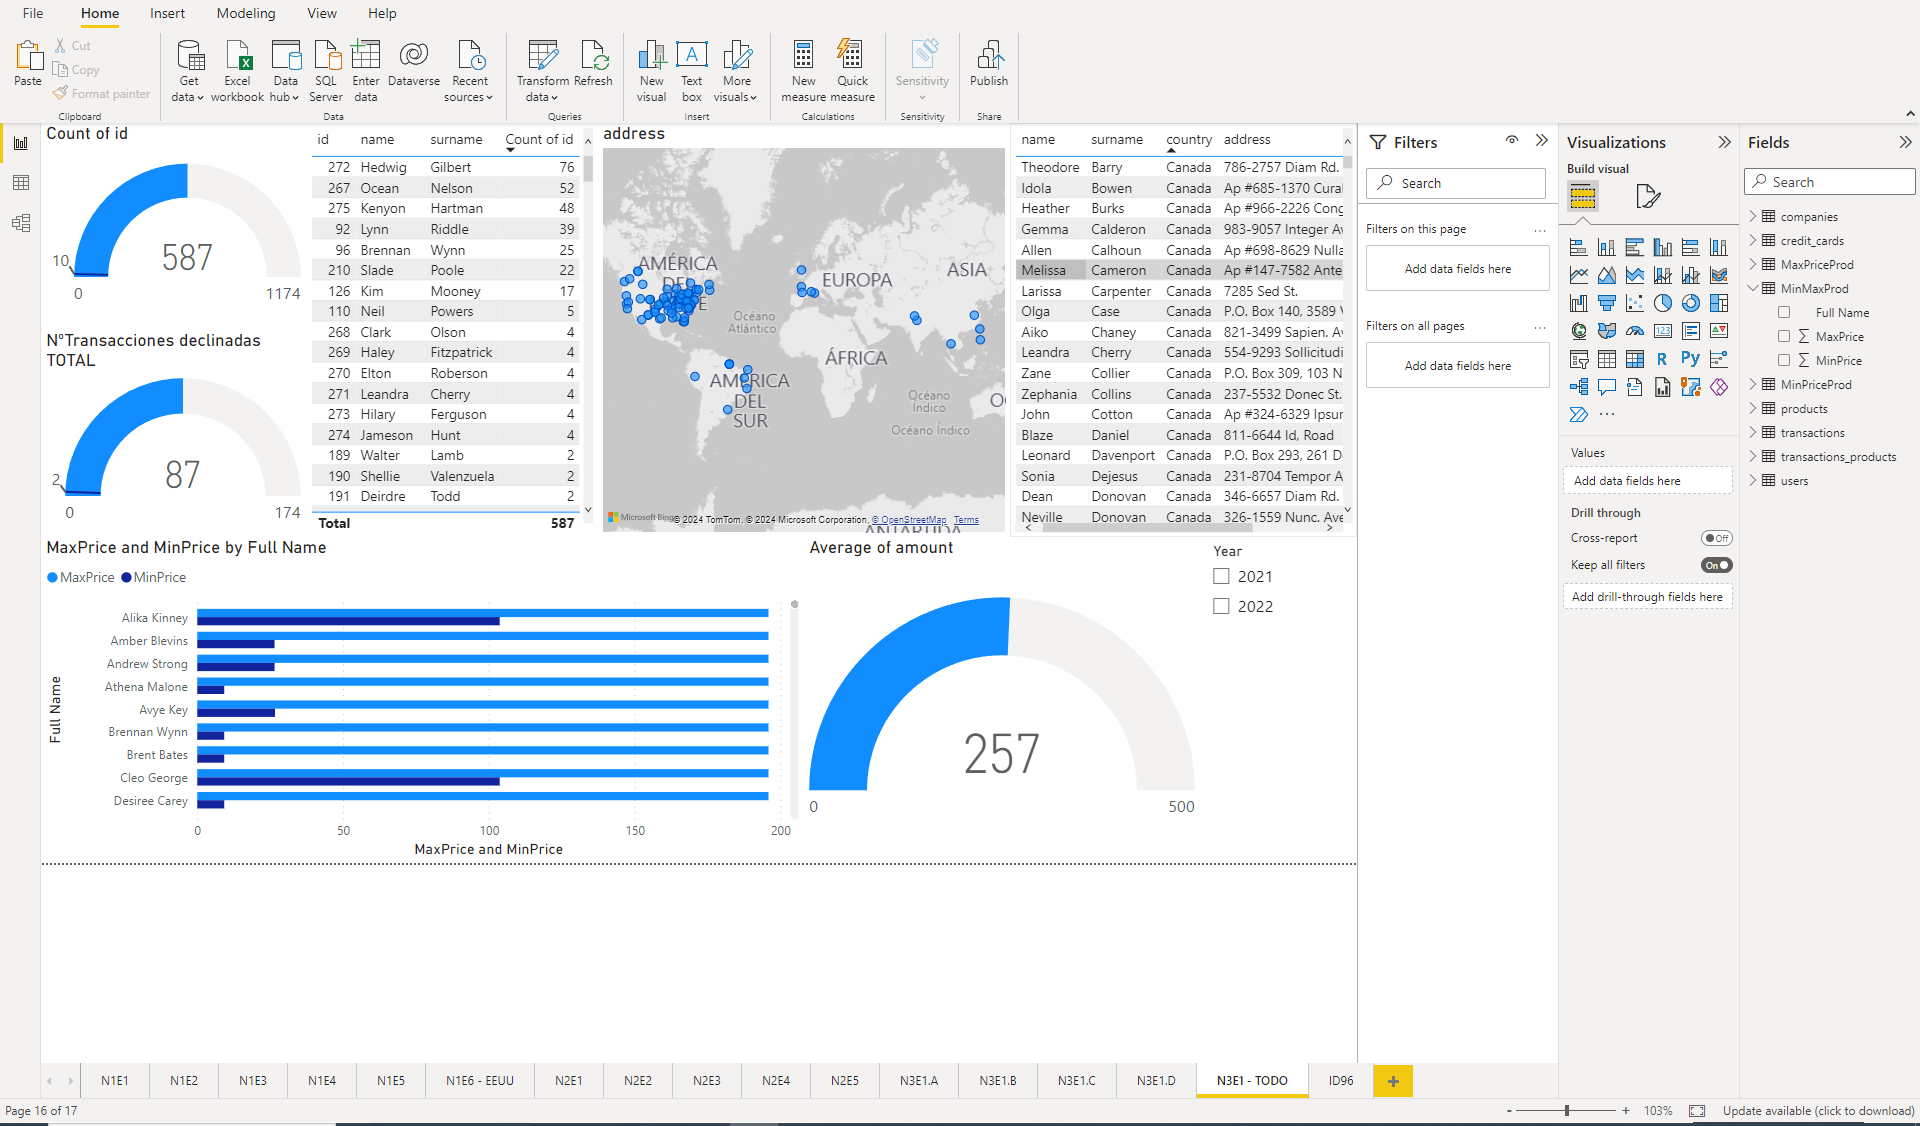 File Home Insert Modeling View Help
Paste
Cut
Copy
Format painter
Clipboard
Get data
Excel workbook
Data hub
SQL Server
Enter data
Dataverse
Recent sources
Data
Transform data
Refresh
Queries
New visual
Text box
More visuals
Insert
New measure
Quick measure
Calculations
Sensitivity
Sensitivity
Publish
Share
Count of id
10
587
0 1174
N°Transacciones declinadas
TOTAL
2
87
0 174
id name surname Count of id
272 Hedwig Gilbert 76
267 Ocean Nelson 52
275 Kenyon Hartman 48
92 Lynn Riddle 39
96 Brennan Wynn 25
210 Slade Poole 22
126 Kim Mooney 17
110 Neil Powers 5
268 Clark Olson 4
269 Haley Fitzpatrick 4
270 Elton Roberson 4
271 Leandra Cherry 4
273 Hilary Ferguson 4
274 Jameson Hunt 4
189 Walter Lamb 2
190 Shellie Valenzuela 2
191 Deirdre Todd 2
Total 587
address
AMÉRICA
EUROPA
ASIA
Océano
Atlántico
ÁFRICA
AMÉRICA
DEL
SUR
Océano
Índico
Océano Índico
Microsoft Bing
© 2024 TomTom, © 2024 Microsoft Corporation, © OpenStreetMap Terms
name surname country address
Theodore Barry Canada 786-2757 Diam Rd.
Idola Bowen Canada Ap #685-1370 Cural
Heather Burks Canada Ap #966-2226 Cong
Gemma Calderon Canada 983-9057 Integer Av
Allen Calhoun Canada Ap #698-8629 Nulla
Melissa Cameron Canada Ap #147-7582 Ante
Larissa Carpenter Canada 7285 Sed St.
Olga Case Canada P.O. Box 140, 3589 V
Aiko Chaney Canada 821-3499 Sapien. Av
Leandra Cherry Canada 554-9293 Sollicitudi
Zane Collier Canada P.O. Box 309, 103 N
Zephania Collins Canada 237-5532 Donec St.
John Cotton Canada Ap #324-6329 Ipsur
Blaze Daniel Canada 811-6644 Id, Road
Leonard Davenport Canada P.O. Box 293, 261 D
Sonia Dejesus Canada 231-8704 Tempor A
Dean Donovan Canada 346-6657 Diam Rd.
Neville Donovan Canada 326-1559 Nunc. Ave
MaxPrice and MinPrice by Full Name
MaxPrice MinPrice
Full Name
Alika Kinney
Amber Blevins
Andrew Strong
Athena Malone
Avye Key
Brennan Wynn
Brent Bates
Cleo George
Desiree Carey
0 50 100 150 200
MaxPrice and MinPrice
Average of amount
257
0 500
Year
2021
2022
Filters
Search
Filters on this page ...
Add data fields here
Filters on all pages ...
Add data fields here
Visualizations
Build visual
123
R
Py
...
Values
Add data fields here
Drill through
Cross-report Off
Keep all filters On
Add drill-through fields here
Fields
Search
companies
credit_cards
MaxPriceProd
MinMaxProd
Full Name
MaxPrice
MinPrice
MinPriceProd
products
transactions
transactions_products
users
N1E1 N1E2 N1E3 N1E4 N1E5 N1E6 - EEUU N2E1 N2E2 N2E3 N2E4 N2E5 N3E1.A N3E1.B N3E1.C N3E1.D N3E1 - TODO ID96 +
Page 16 of 17
- + 103% Update available (click to download)